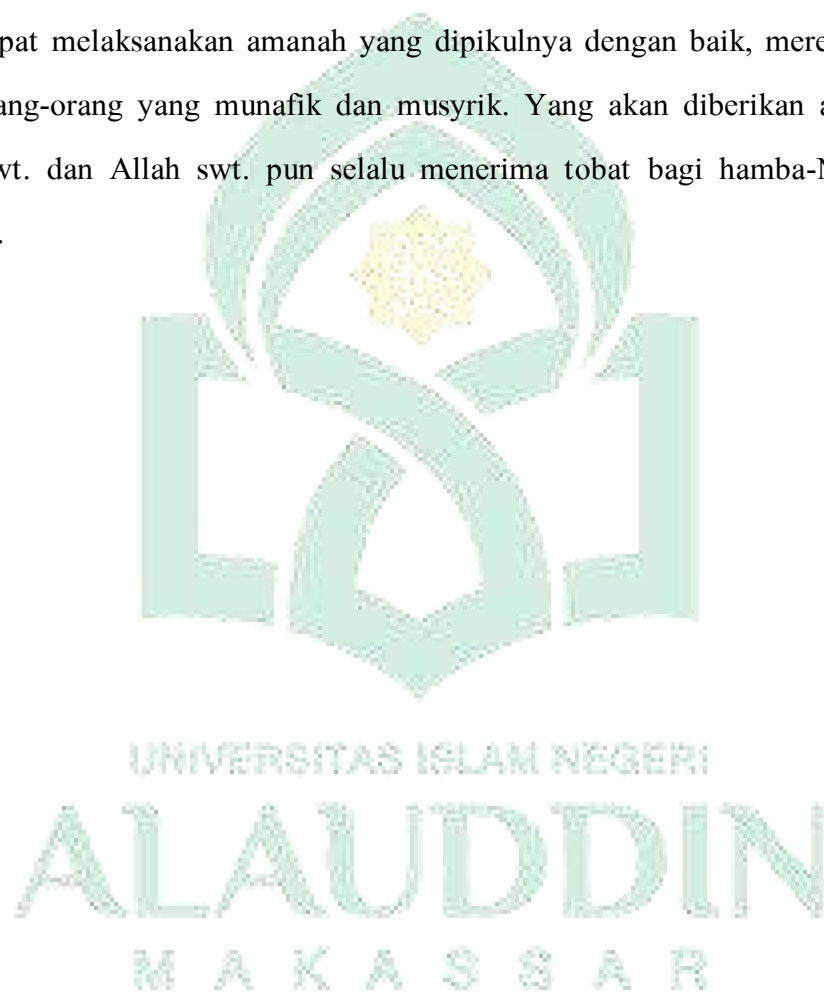 pat melaksanakan amanah yang dipikulnya dengan baik, mere
ang-orang yang munafik dan musyrik. Yang akan diberikan a
wt. dan Allah swt. pun selalu menerima tobat bagi hamba-N
.
UNIVERSITAS ISLAM NEGERI
ALAUDDIN
MAKASSAR